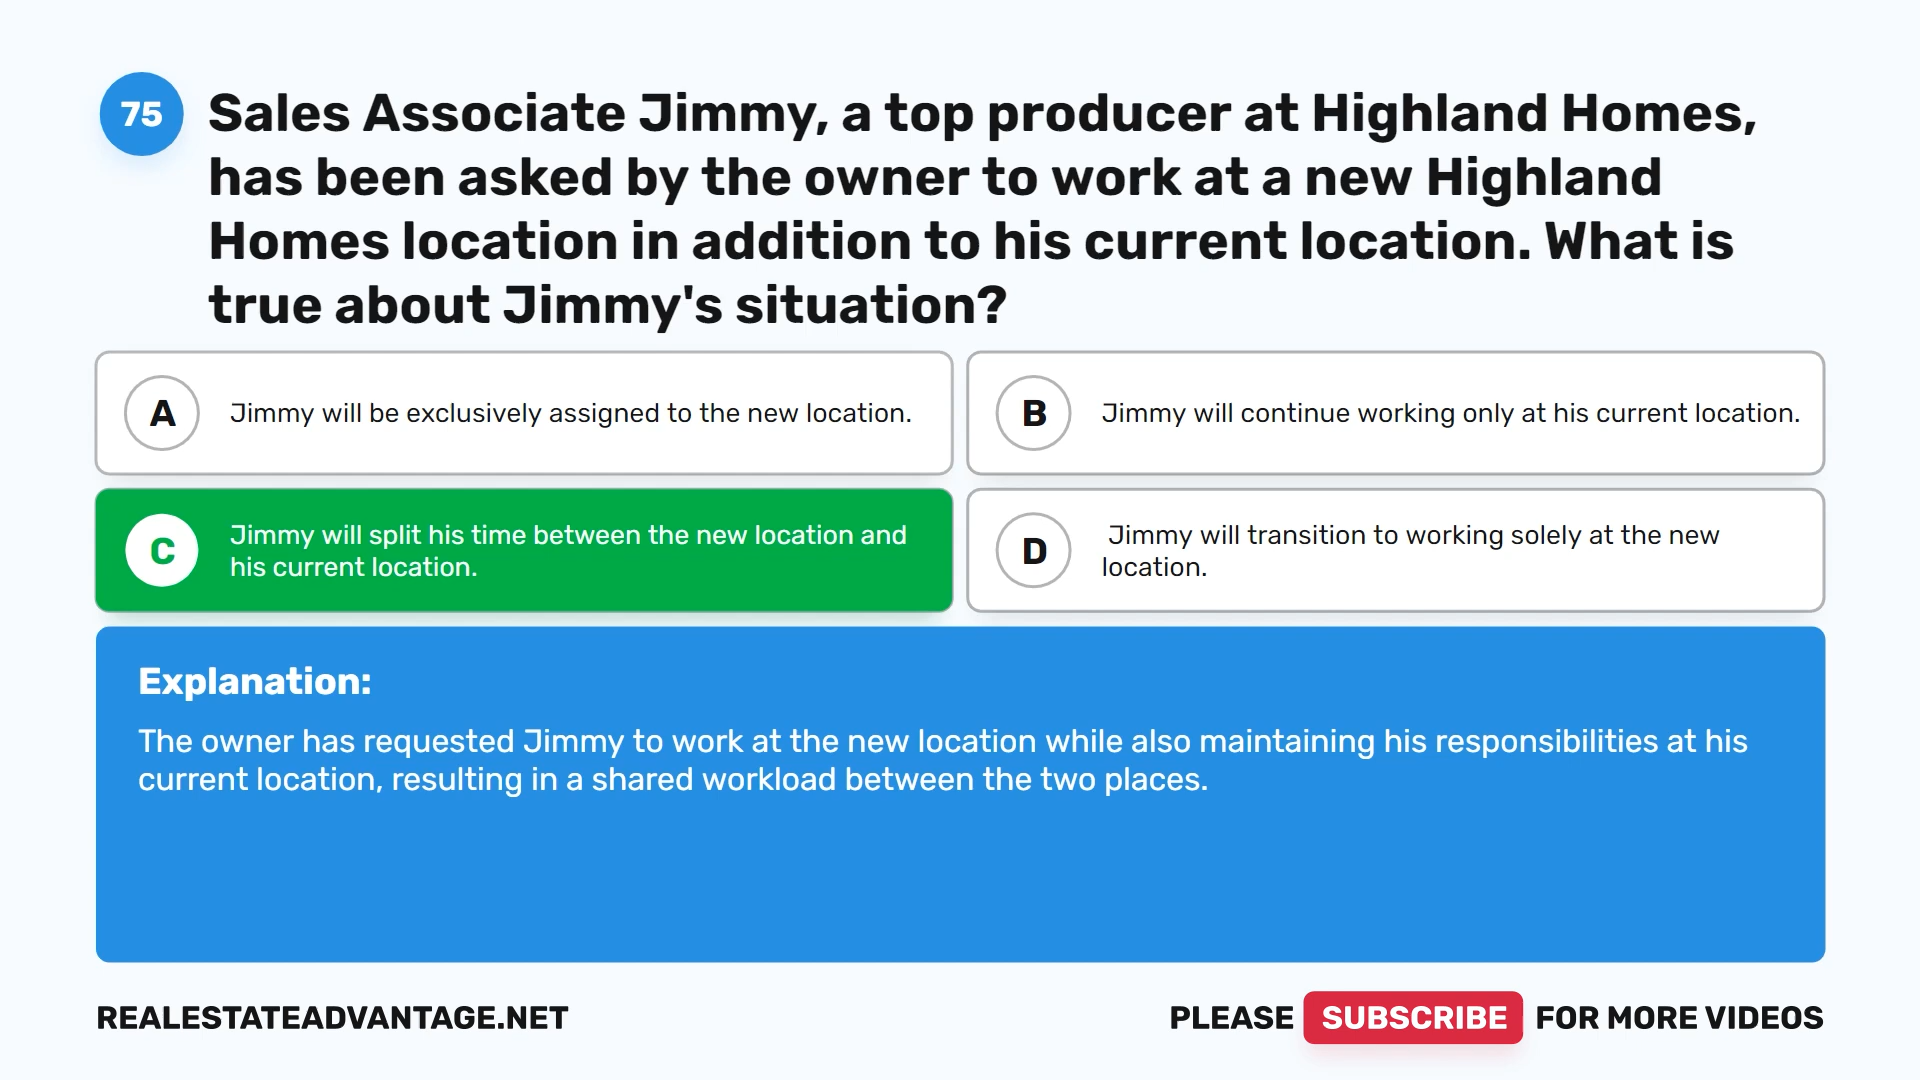 75
Sales Associate Jimmy, a top producer at Highland Homes,
has been asked by the owner to work at a new Highland
Homes location in addition to his current location. What is
true about Jimmy's situation?
A Jimmy will be exclusively assigned to the new location.
B Jimmy will continue working only at his current location.
C Jimmy will split his time between the new location and
his current location.
D Jimmy will transition to working solely at the new
location.
Explanation:
The owner has requested Jimmy to work at the new location while also maintaining his responsibilities at his
current location, resulting in a shared workload between the two places.
REALESTATEADVANTAGE.NET
PLEASE SUBSCRIBE FOR MORE VIDEOS